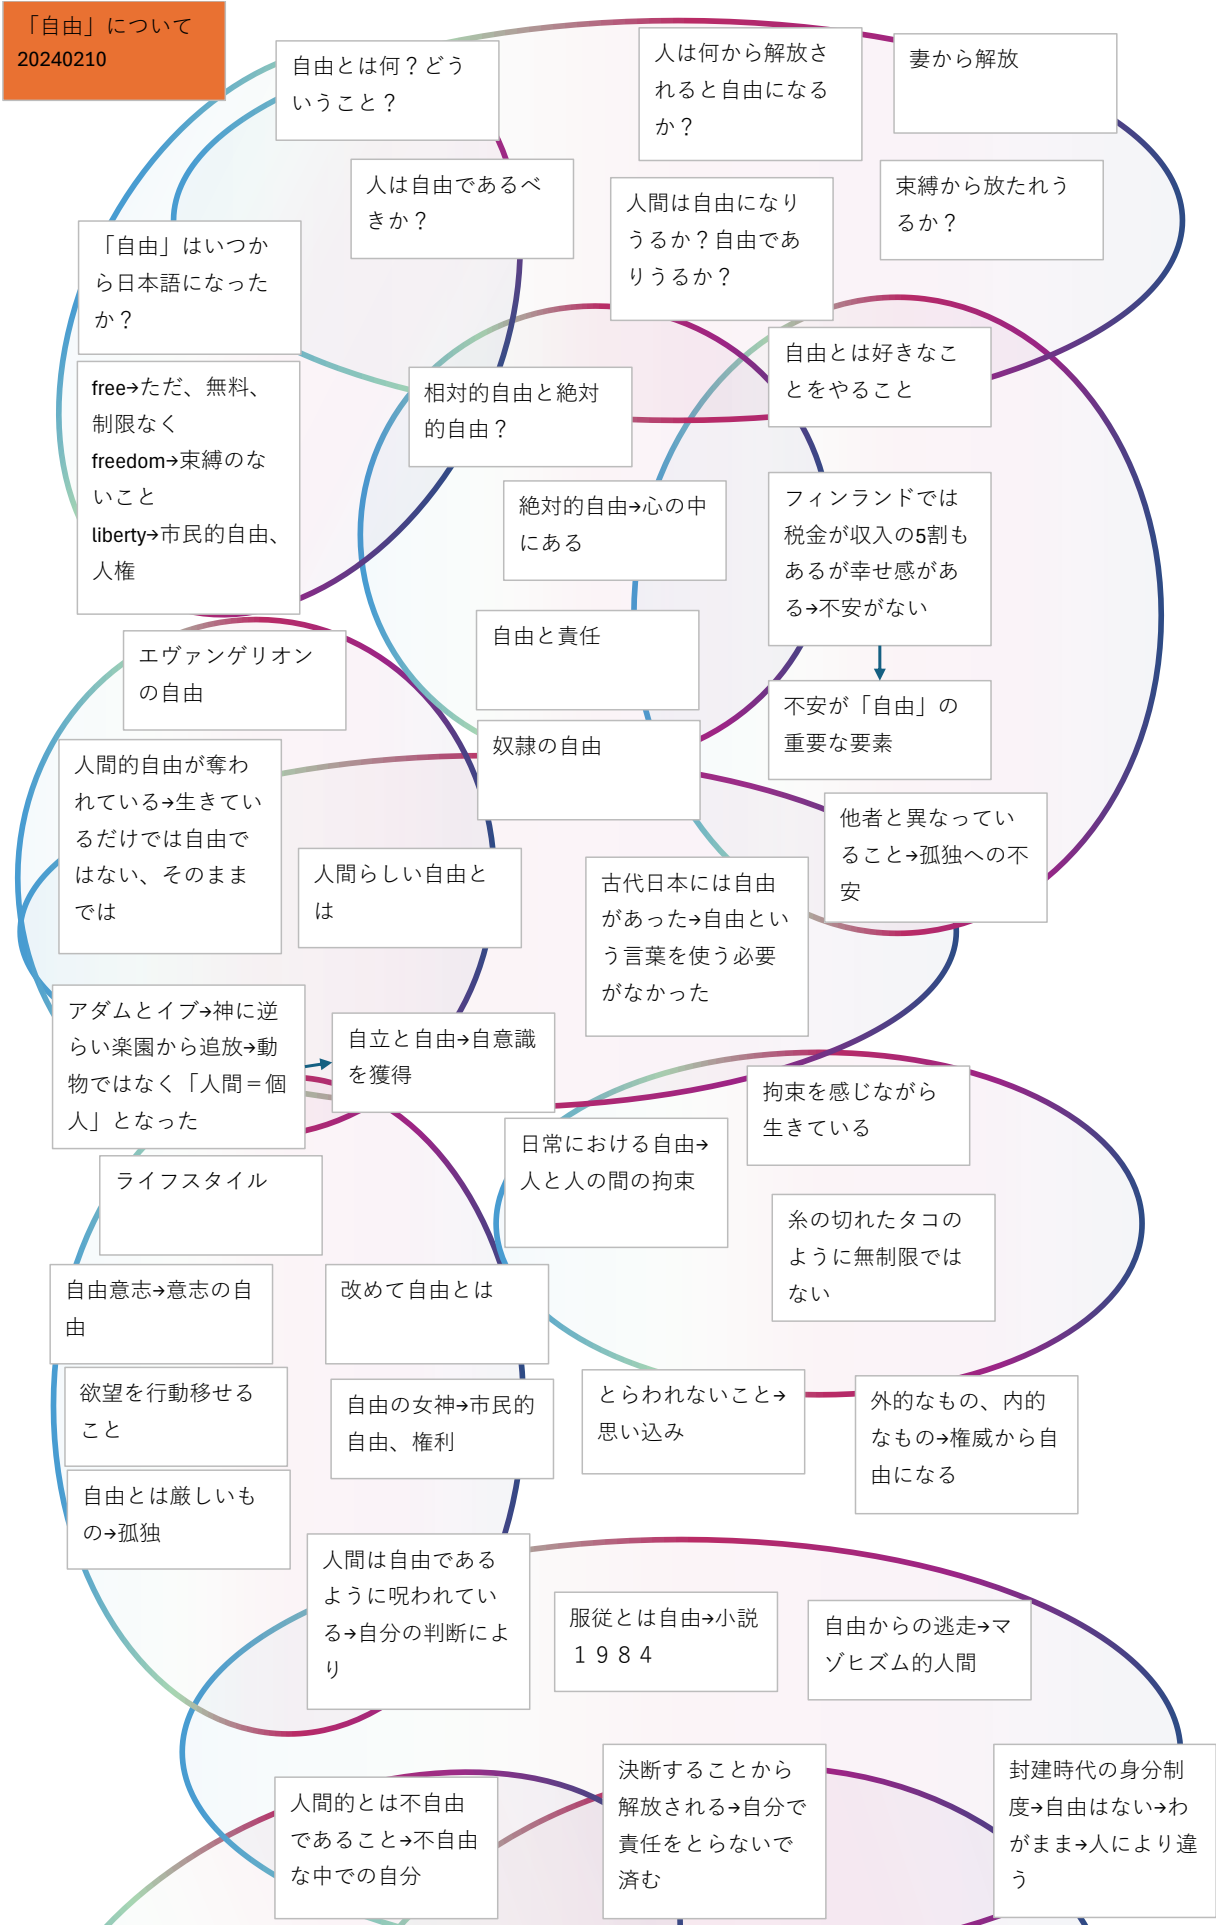 「自由」について
20240210
自由とは何？どう
いうこと？
人は何から解放さ
れると自由になる
か？
妻から解放
人は自由であるべ
きか？
人間は自由になり
うるか？自由であ
りうるか？
束縛から放たれう
るか？
「自由」はいつか
ら日本語になった
か？
free→ただ、無料、
制限なく
freedom→束縛のな
いこと
liberty→市民的自由、
人権
相対的自由と絶対
的自由？
自由とは好きなこ
とをやること
絶対的自由→心の中
にある
フィンランドでは
税金が収入の5割も
あるが幸せ感があ
る→不安がない
自由と責任
エヴァンゲリオン
の自由
不安が「自由」の
重要な要素
奴隷の自由
人間的自由が奪わ
れている→生きてい
るだけでは自由で
はない、そのまま
では
人間らしい自由と
は
他者と異なってい
ること→孤独への不
安
古代日本には自由
があった→自由とい
う言葉を使う必要
がなかった
アダムとイブ→神に逆
らい楽園から追放→動
物ではなく「人間＝個
人」となった
自立と自由→自意識
を獲得
拘束を感じながら
生きている
日常における自由→
人と人の間の拘束
ライフスタイル
糸の切れたタコの
ように無制限では
ない
自由意志→意志の自
由
改めて自由とは
欲望を行動移せる
こと
自由の女神→市民的
自由、権利
とらわれないこと→
思い込み
外的なもの、内的
なもの→権威から自
由になる
自由とは厳しいも
の→孤独
人間は自由である
ように呪われてい
る→自分の判断によ
り
服従とは自由→小説
１９８４
自由からの逃走→マ
ゾヒズム的人間
人間的とは不自由
であること→不自由
な中での自分
決断することから
解放される→自分で
責任をとらないで
済む
封建時代の身分制
度→自由はない→わ
がまま→人により違
う